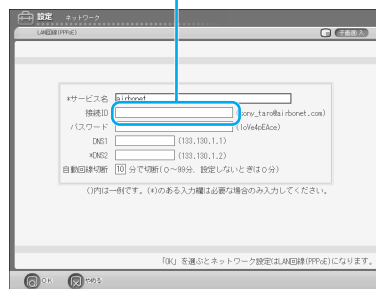 設定 ネットワーク
LAN回線(PPPoE) 子画面 入
*サービス名 airbonet
接続ID (sony_taro@airbonet.com)
パスワード (IoVe4pEAce)
DNS1 (133.130.1.1)
*DNS2 (133.130.1.2)
自動回線切断 10 分で切断(0~99分、設定しないときは0分)
()内は一例です。(*)のある入力欄は必要な場合のみ入力してください。
「OK」を選ぶとネットワーク設定はLAN回線(PPPoE)になります。
OK やめる